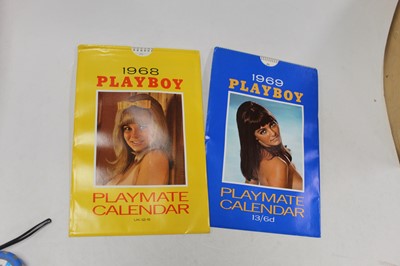 1968
PLAYBOY
PLAYMATE
CALENDAR
1969
PLAYBOY
PLAYMATE
CALENDAR
13/6d